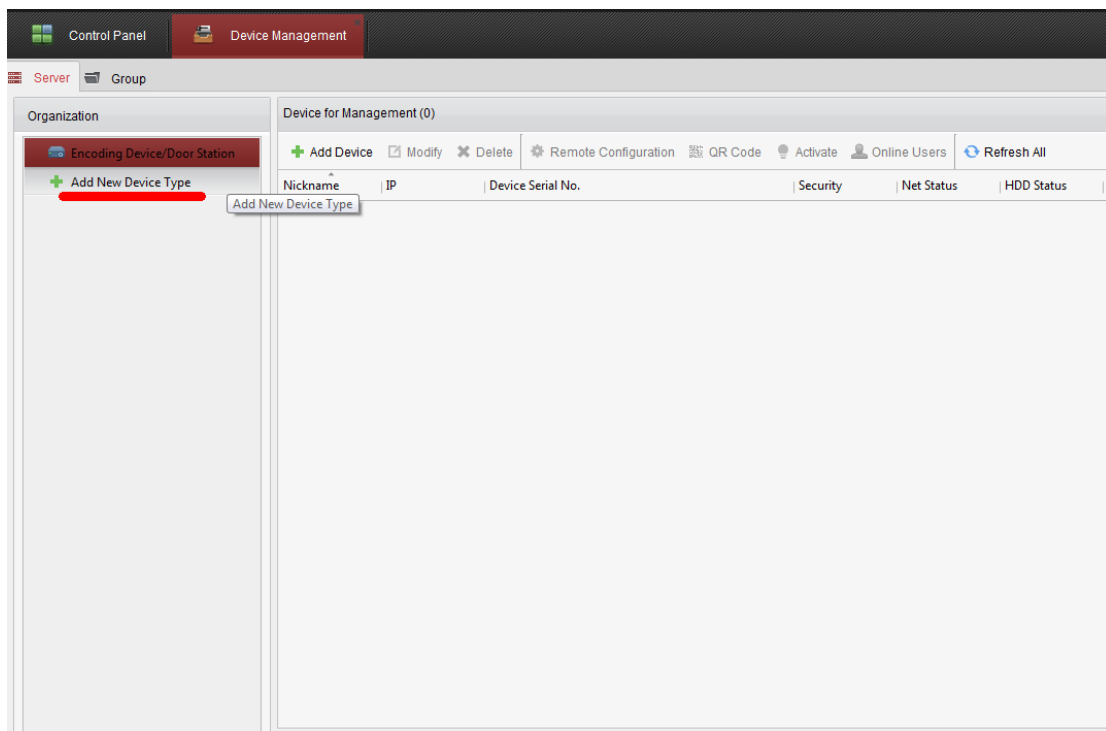 Control Panel Device Management
Server Group
Organization
Encoding Device/Door Station
Add New Device Type
Add New Device Type
Device for Management (0)
Add Device Modify Delete Remote Configuration QR Code Activate Online Users Refresh All
Nickname IP Device Serial No. Security Net Status HDD Status